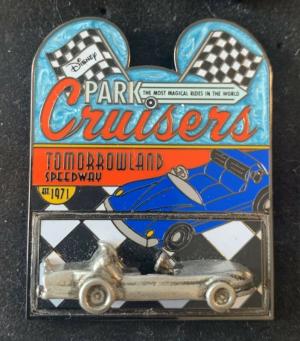 Disney
PARK
THE MOST MAGICAL RIDES IN THE WORLD
Cruisers
TOMORROWLAND
SPEEDWAY
EST. 1971